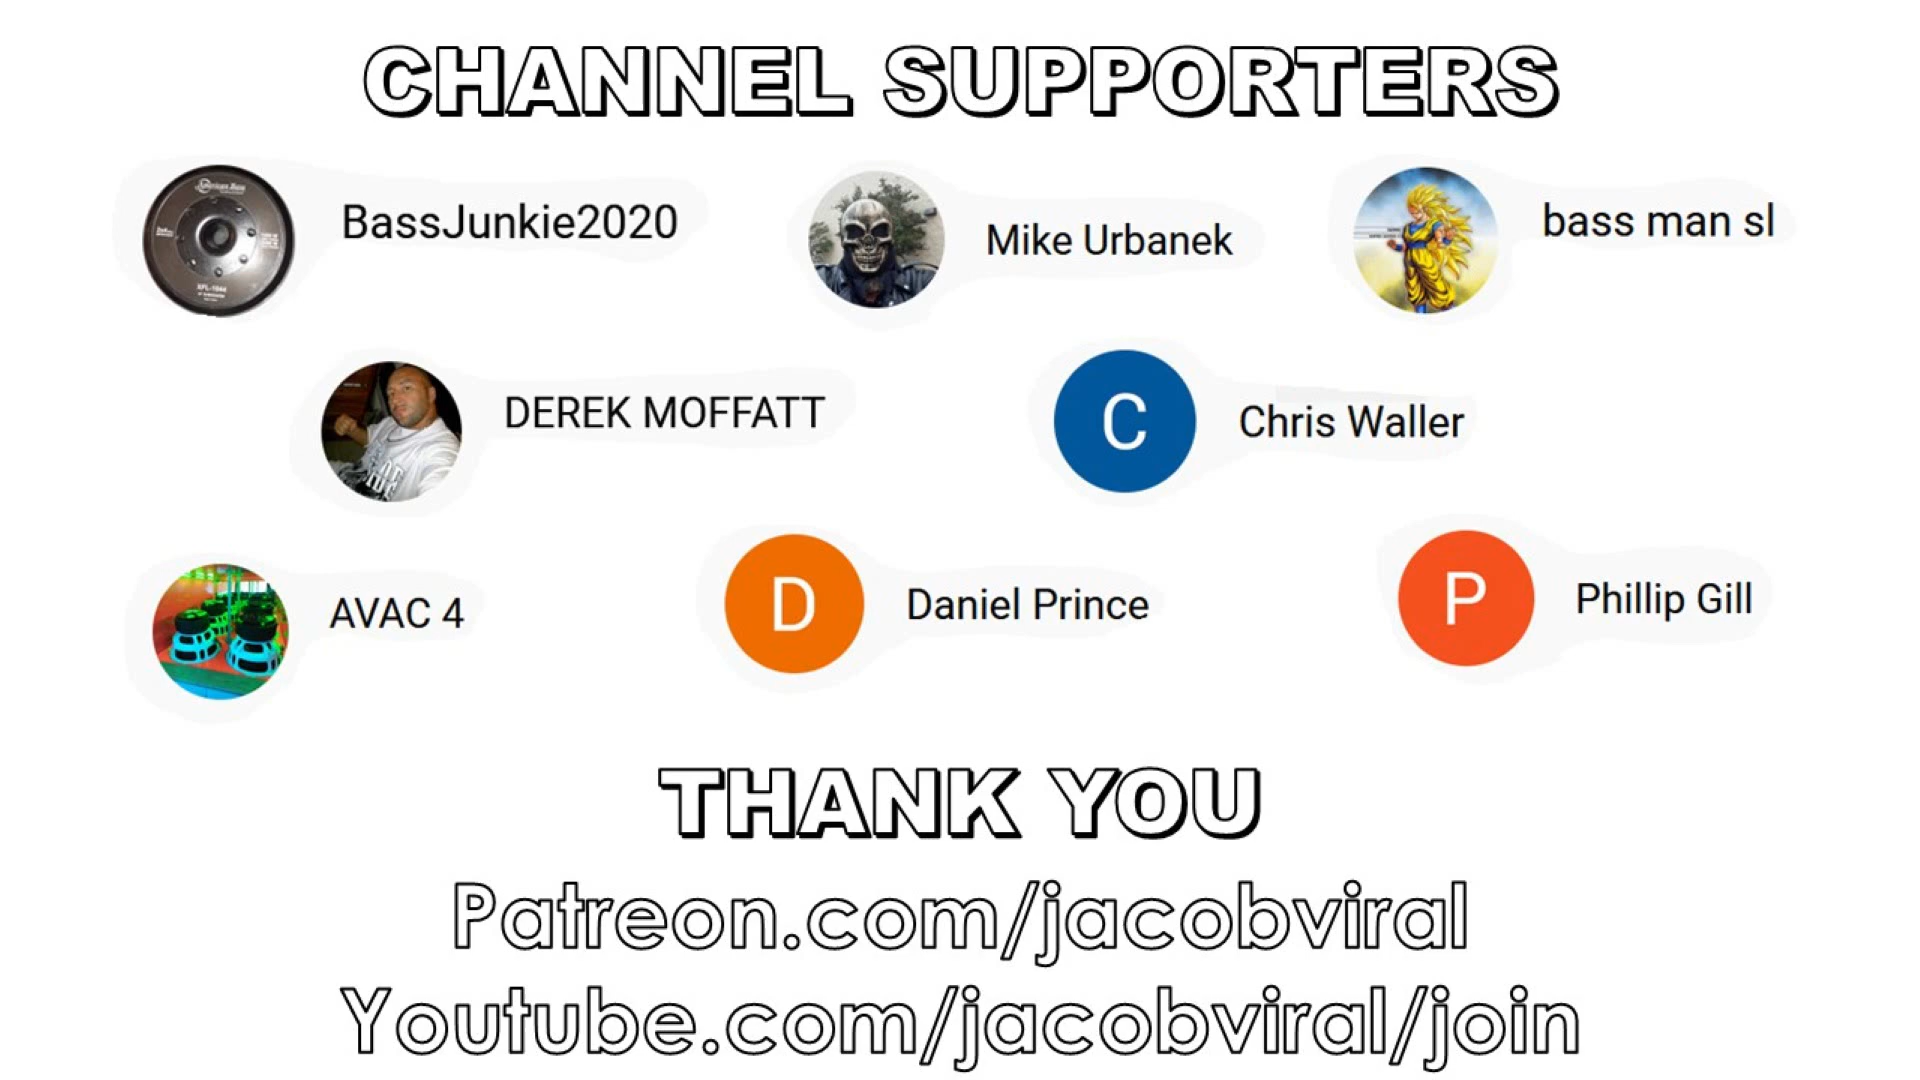 CHANNEL SUPPORTERS
BassJunkie2020
Mike Urbanek
bass man sl
DEREK MOFFATT
C
Chris Waller
AVAC 4
D
Daniel Prince
P
Phillip Gill
THANK YOU
Patreon.com/jacobviral
Youtube.com/jacobviral/join